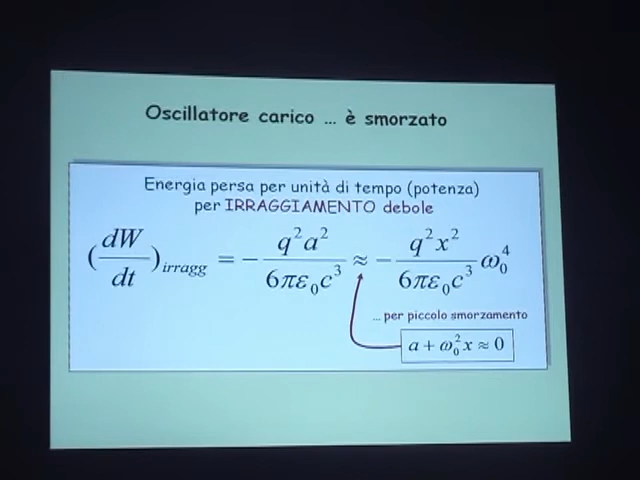 Oscillatore carico ... è smorzato
Energia persa per unità di tempo (potenza)
per IRRAGGIAMENTO debole
(dW/dt)irragg = − q²a²/6πε₀c³ ≈ − q²x²/6πε₀c³ ω₀⁴
... per piccolo smorzamento
a + ω₀²x ≈ 0